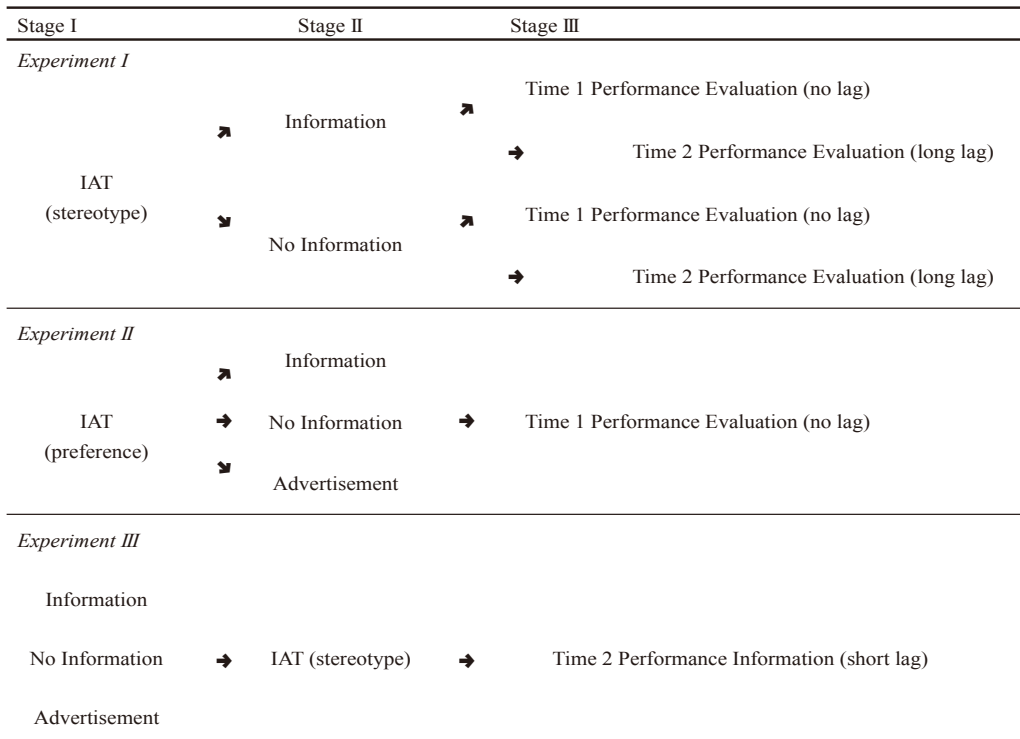 Stage I Stage Ⅱ Stage Ⅲ
Experiment I
Time 1 Performance Evaluation (no lag)
Information
Time 2 Performance Evaluation (long lag)
IAT
(stereotype)
Time 1 Performance Evaluation (no lag)
No Information
Time 2 Performance Evaluation (long lag)
Experiment Ⅱ
Information
IAT No Information Time 1 Performance Evaluation (no lag)
(preference)
Advertisement
Experiment Ⅲ
Information
No Information IAT (stereotype) Time 2 Performance Information (short lag)
Advertisement